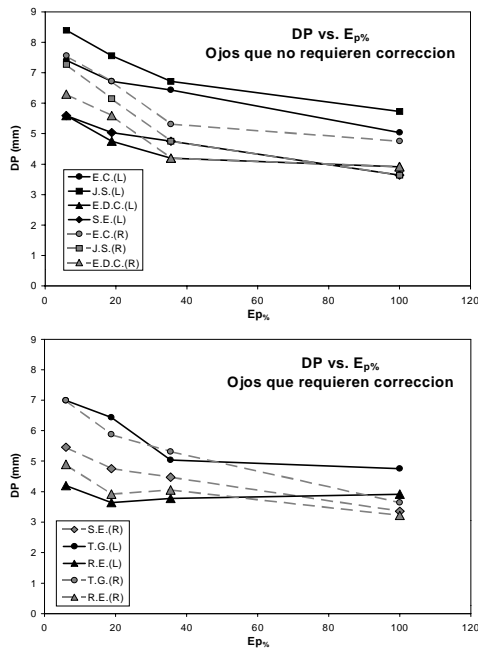 DP vs. Ep%
Ojos que no requieren correccion
9
8
7
6
5
4
3
2
1
0
DP (mm)
E.C.(L)
J.S.(L)
E.D.C.(L)
S.E.(L)
E.C.(R)
J.S.(R)
E.D.C.(R)
0 20 40 60 80 100 120
Ep%
DP vs. Ep%
Ojos que requieren correccion
9
8
7
6
5
4
3
2
1
0
DP (mm)
S.E.(R)
T.G.(L)
R.E.(L)
T.G.(R)
R.E.(R)
0 20 40 60 80 100 120
Ep%